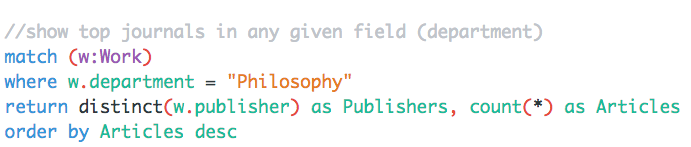 //show top journals in any given field (department)
match (w:Work)
where w.department = "Philosophy"
return distinct(w.publisher) as Publishers, count(*) as Articles
order by Articles desc